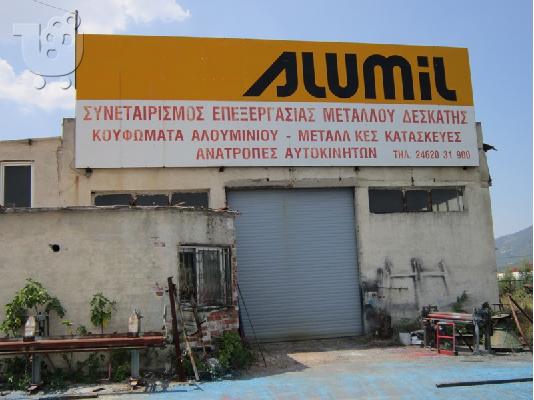 ALUMIL
ΣΥΝΕΤΑΙΡΙΣΜΟΣ ΕΠΕΞΕΡΓΑΣΙΑΣ ΜΕΤΑΛΛΟΥ ΔΕΣΚΑΤΗΣ
ΚΟΥΦΩΜΑΤΑ ΑΛΟΥΜΙΝΙΟΥ - ΜΕΤΑΛΛ ΚΕΣ ΚΑΤΑΣΚΕΥΕΣ
ΑΝΑΤΡΟΠΕΣ ΑΥΤΟΚΙΝΗΤΩΝ ΤΗΛ. 24620 31 900